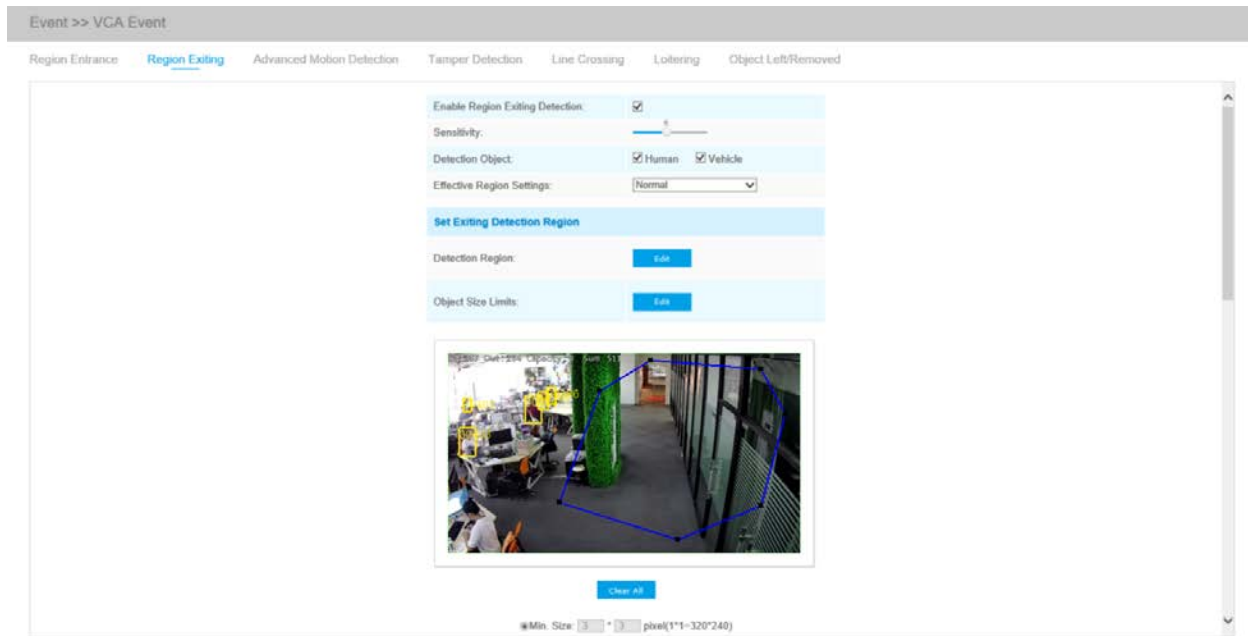 Event >> VCA Event
Region Entrance Region Exiting Advanced Motion Detection Tamper Detection Line Crossing Loitering Object Left/Removed
Enable Region Exiting Detection:
Sensitivity:
Detection Object: Human Vehicle
Effective Region Settings: Normal
Set Exiting Detection Region
Detection Region: Edit
Object Size Limits: Edit
Clear All
Min. Size: 3 * 3 pixel(1*1~320*240)